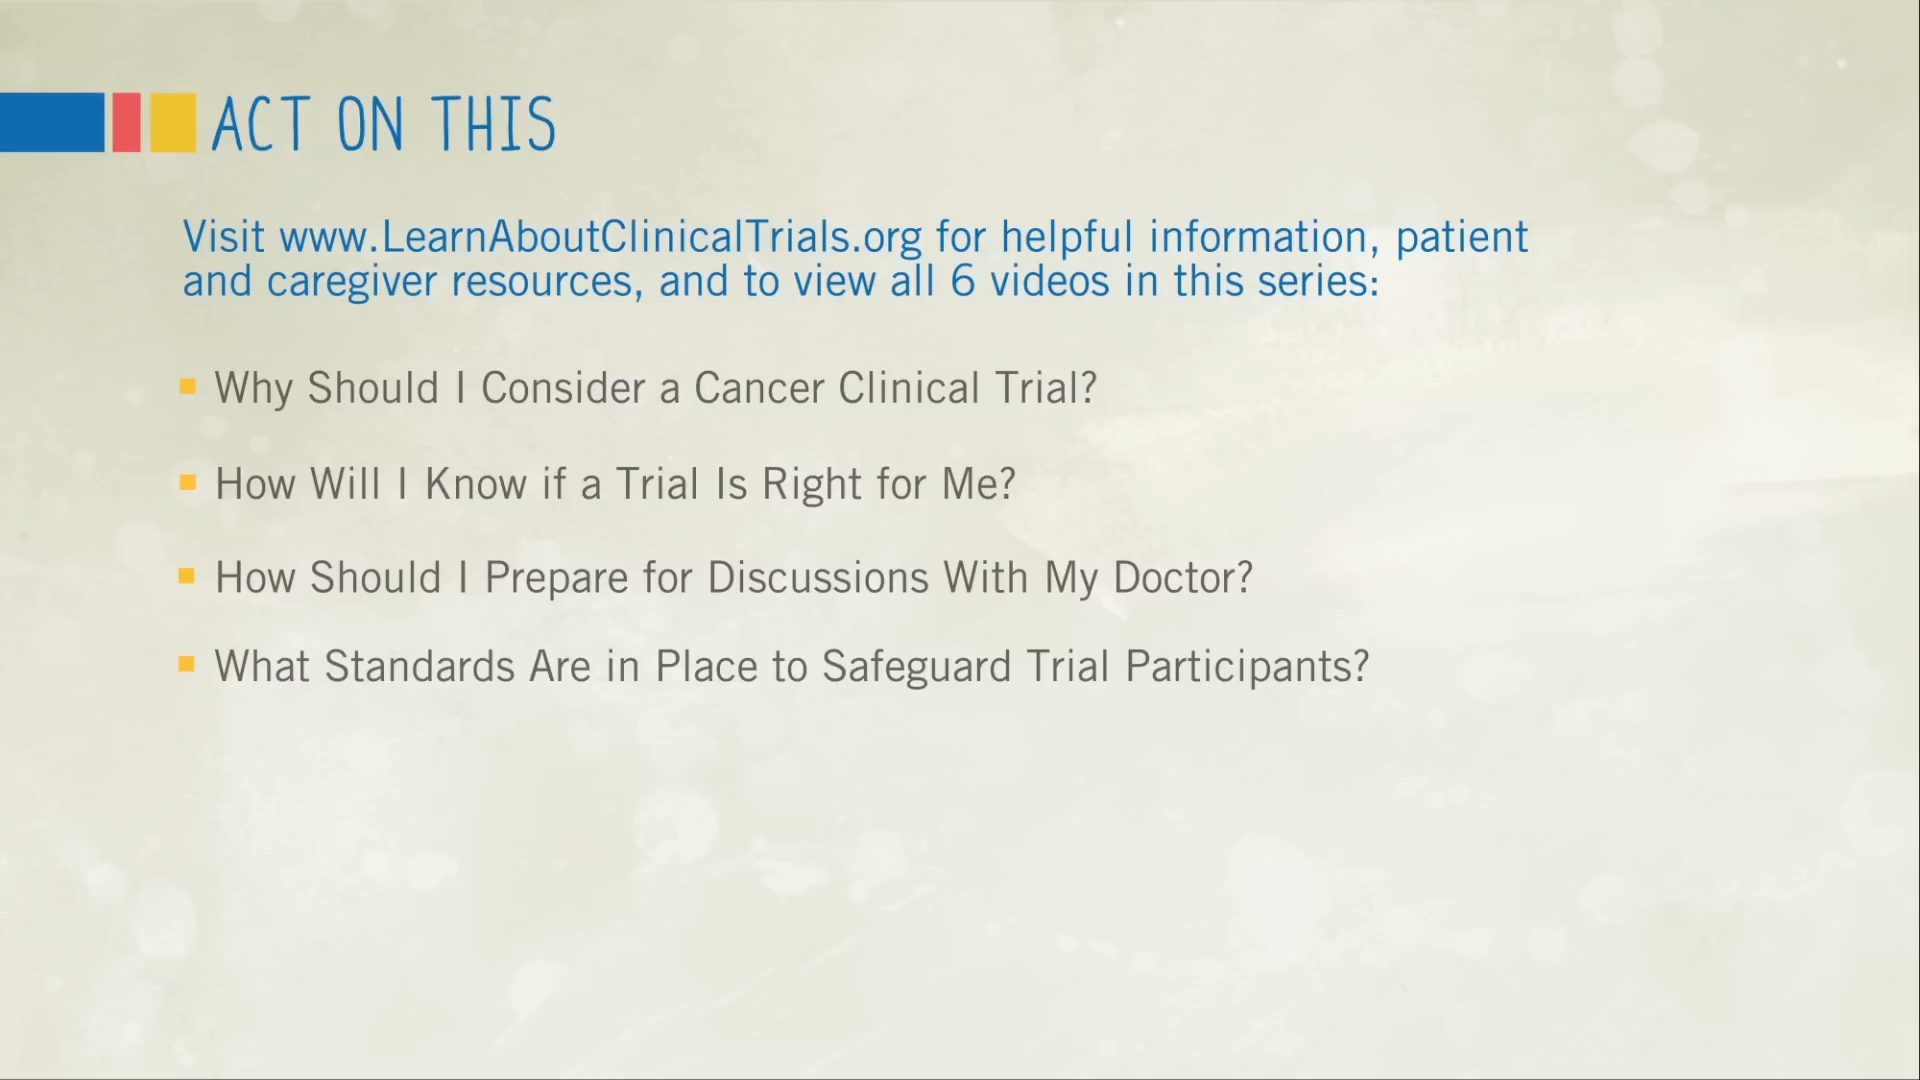 ACT ON THIS
Visit www.LearnAboutClinicalTrials.org for helpful information, patient
and caregiver resources, and to view all 6 videos in this series:
Why Should I Consider a Cancer Clinical Trial?
How Will I Know if a Trial Is Right for Me?
How Should I Prepare for Discussions With My Doctor?
What Standards Are in Place to Safeguard Trial Participants?